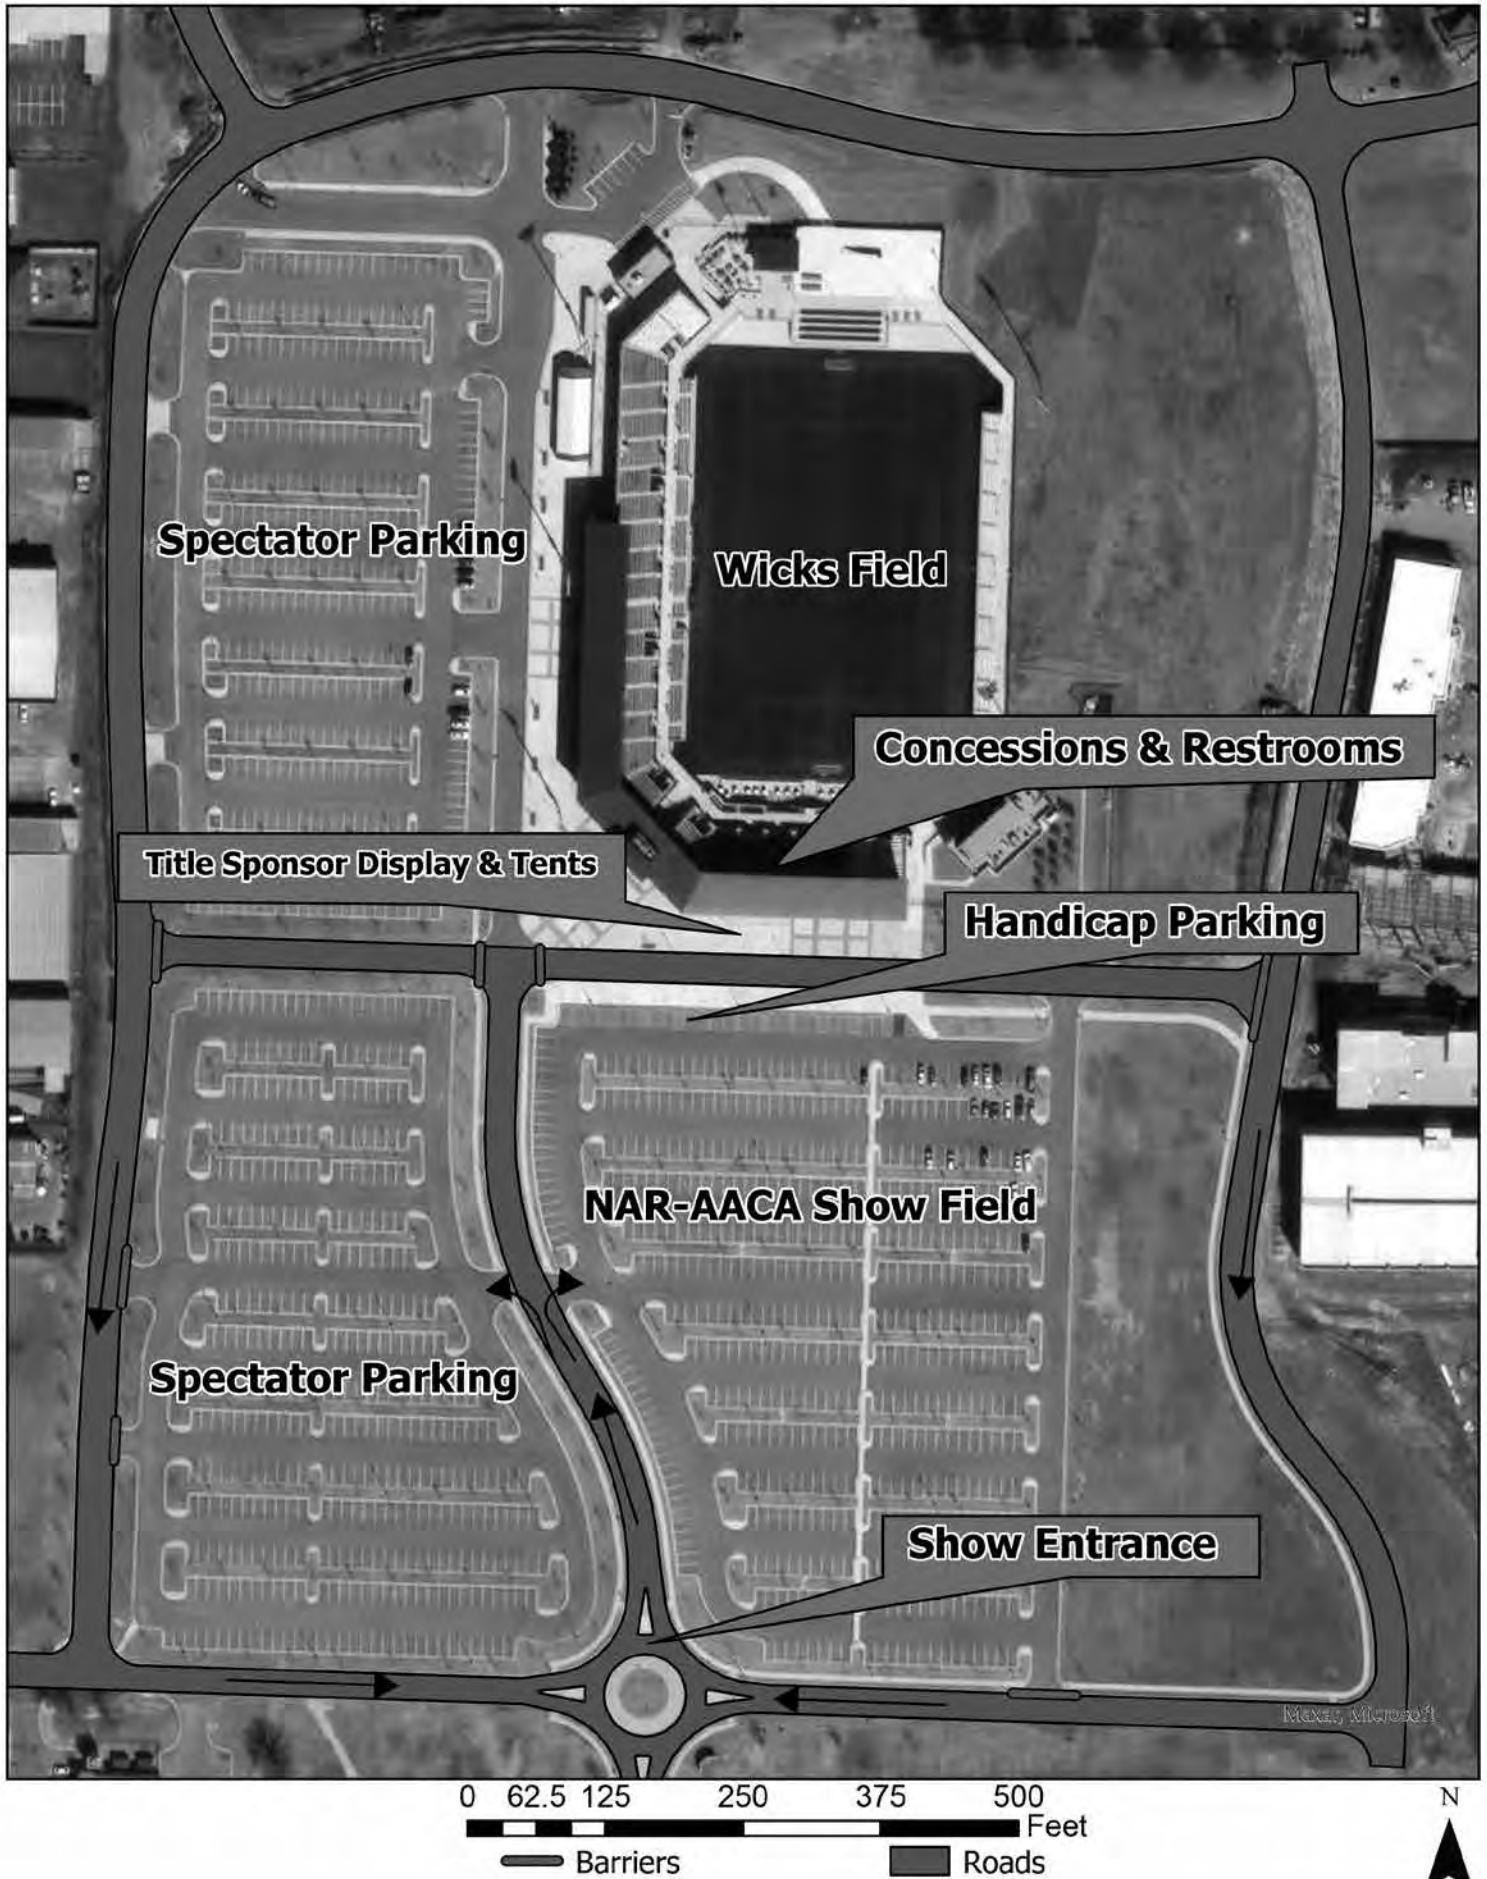 Spectator Parking
Wicks Field
Concessions & Restrooms
Title Sponsor Display & Tents
Handicap Parking
NAR-AACA Show Field
Spectator Parking
Show Entrance
Maxar, Microsoft
0 62.5 125 250 375 500
Feet
N
Barriers
Roads